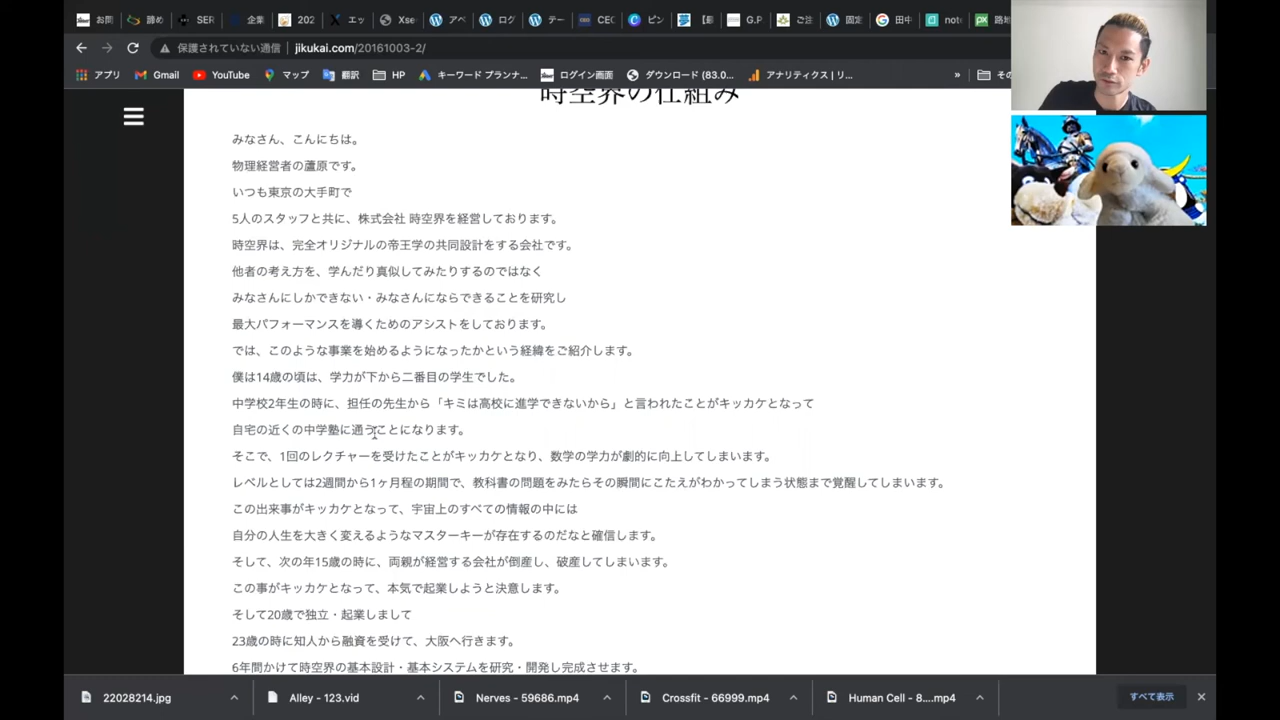 お問
諦め
SER
企業
202
エッ
Xse
アベ
ログ
テー
CEC
ピン
【最
G.P
ご注
固定
田中
note
路地
保護されていない通信 | jikukai.com/20161003-2/
アプリ
Gmail
YouTube
マップ
翻訳
HP
キーワード プランナ...
ログイン画面
ダウンロード (83.0...
アナリティクス | リ...
»
その
時空界の仕組み
みなさん、こんにちは。
物理経営者の蘆原です。
いつも東京の大手町で
5人のスタッフと共に、株式会社 時空界を経営しております。
時空界は、完全オリジナルの帝王学の共同設計をする会社です。
他者の考え方を、学んだり真似してみたりするのではなく
みなさんにしかできない・みなさんにならできることを研究し
最大パフォーマンスを導くためのアシストをしております。
では、このような事業を始めるようになったかという経緯をご紹介します。
僕は14歳の頃は、学力が下から二番目の学生でした。
中学校2年生の時に、担任の先生から「キミは高校に進学できないから」と言われたことがキッカケとなって
自宅の近くの中学塾に通うことになります。
そこで、1回のレクチャーを受けたことがキッカケとなり、数学の学力が劇的に向上してしまいます。
レベルとしては2週間から1ヶ月程の期間で、教科書の問題をみたらその瞬間にこたえがわかってしまう状態まで覚醒してしまいます。
この出来事がキッカケとなって、宇宙上のすべての情報の中には
自分の人生を大きく変えるようなマスターキーが存在するのだなと確信します。
そして、次の年15歳の時に、両親が経営する会社が倒産し、破産してしまいます。
この事がキッカケとなって、本気で起業しようと決意します。
そして20歳で独立・起業しまして
23歳の時に知人から融資を受けて、大阪へ行きます。
6年間かけて時空界の基本設計・基本システムを研究・開発し完成させます。
22028214.jpg
Alley - 123.vid
Nerves - 59686.mp4
Crossfit - 66999.mp4
Human Cell - 8....mp4
すべて表示